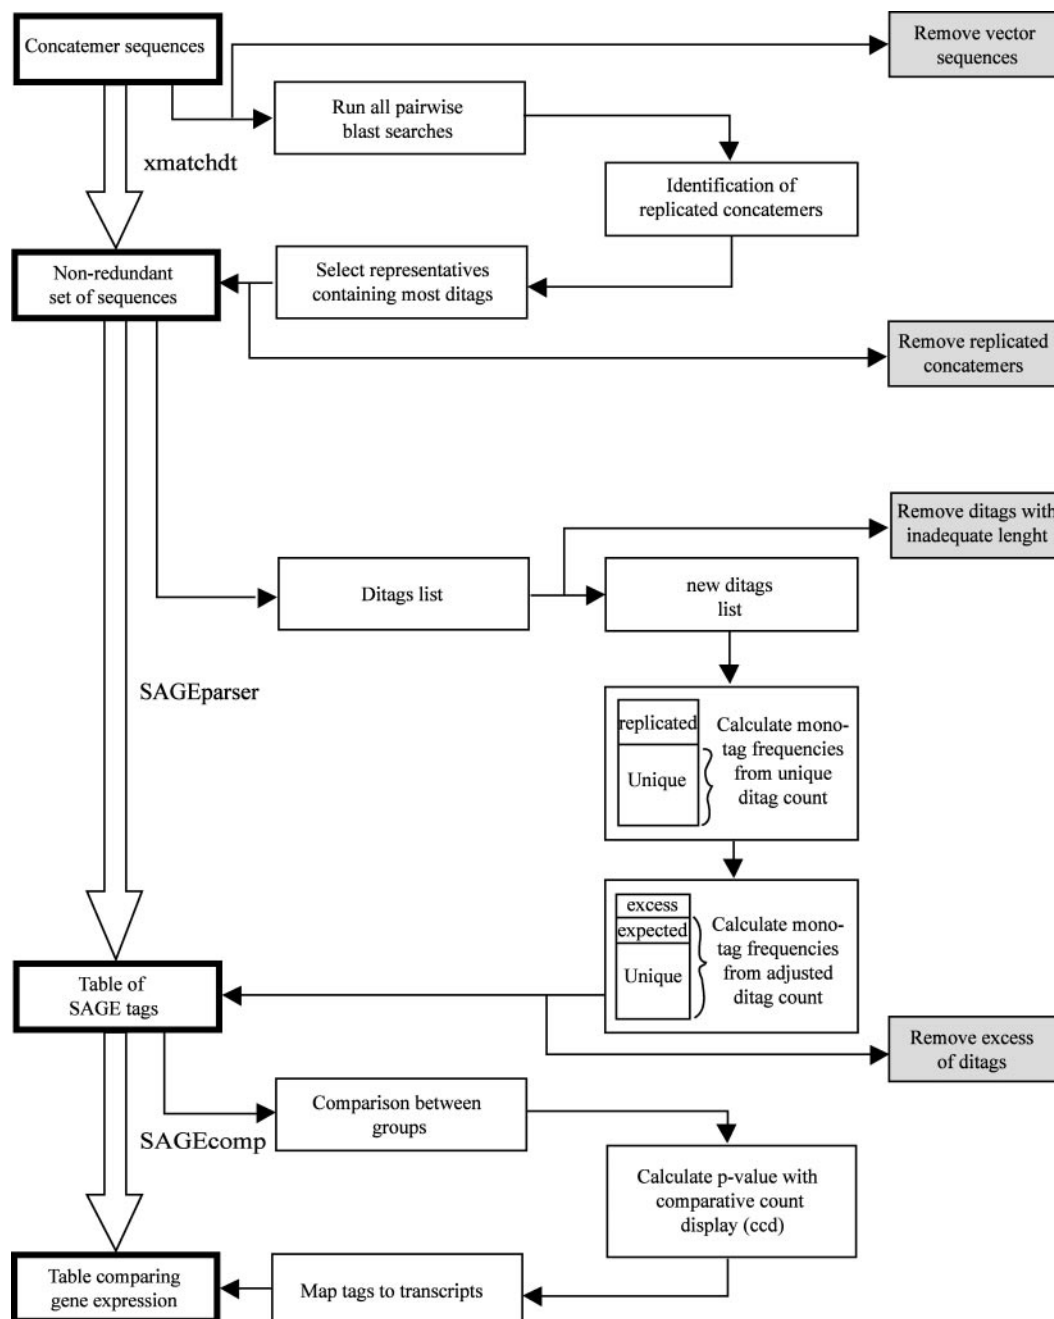 Concatemer sequences
Remove vector
sequences
Run all pairwise
blast searches
xmatchdt
Identification of
replicated concatemers
Non-redundant
set of sequences
Select representatives
containing most ditags
Remove replicated
concatemers
Remove ditags with
inadequate lenght
Ditags list
new ditags
list
SAGEparser
replicated
Unique
Calculate mono-
tag frequencies
from unique
ditag count
excess
expected
Unique
Calculate mono-
tag frequencies
from adjusted
ditag count
Table of
SAGE tags
Remove excess
of ditags
Comparison between
groups
SAGEcomp
Calculate p-value with
comparative count
display (ccd)
Table comparing
gene expression
Map tags to transcripts